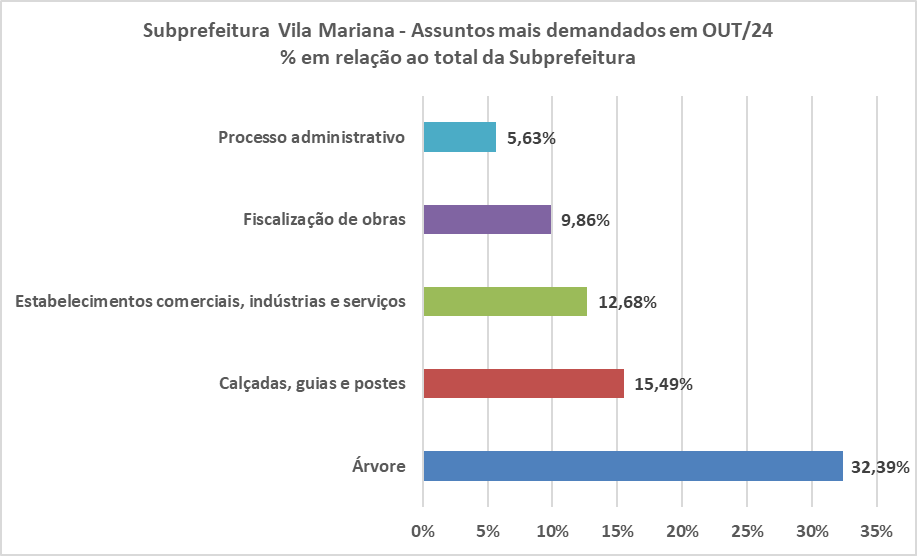 Subprefeitura Vila Mariana - Assuntos mais demandados em OUT/24
% em relação ao total da Subprefeitura
Processo administrativo 5,63%
Fiscalização de obras 9,86%
Estabelecimentos comerciais, indústrias e serviços 12,68%
Calçadas, guias e postes 15,49%
Árvore 32,39%
0% 5% 10% 15% 20% 25% 30% 35%